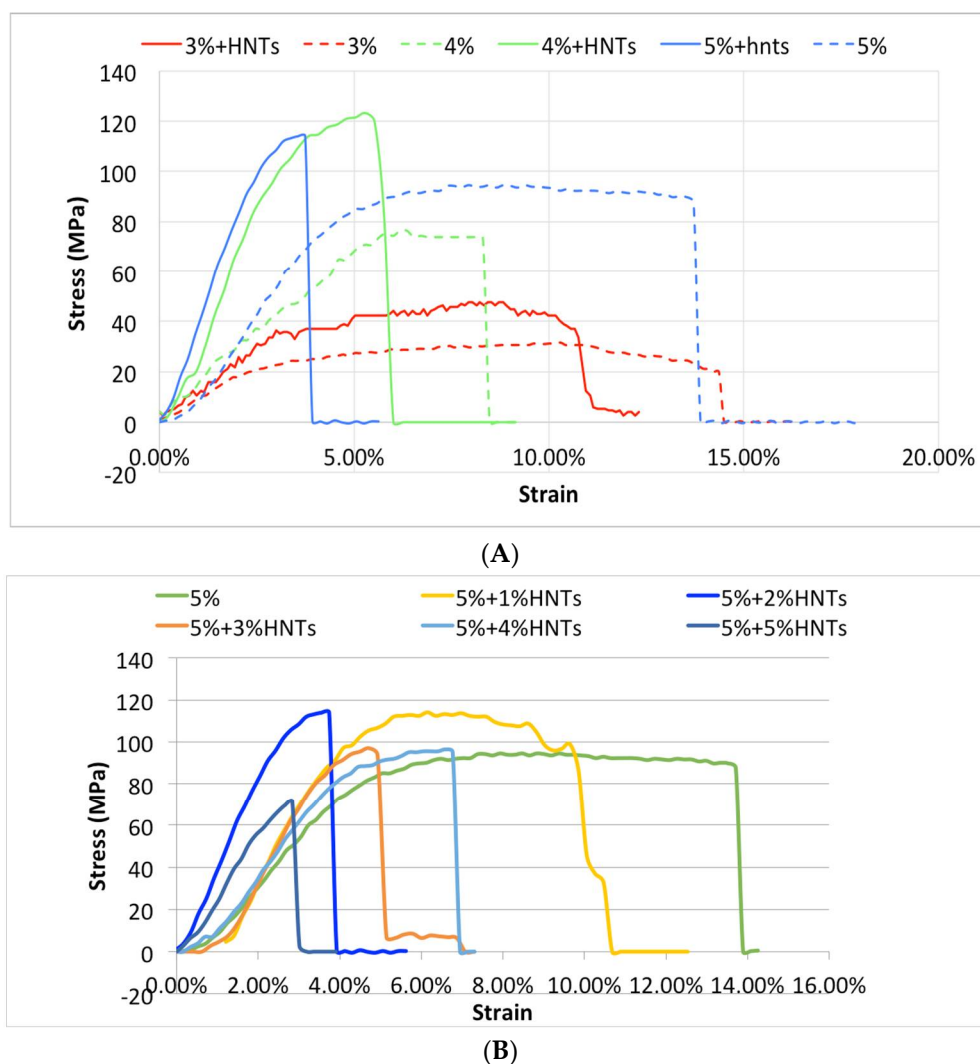 3%+HNTs 3% 4% 4%+HNTs 5%+hnts 5%
140
120
100
80
60
40
20
0
-20
0.00% 5.00% 10.00% 15.00% 20.00%
Stress (MPa)
Strain
(A)
5% 5%+1%HNTs 5%+2%HNTs
5%+3%HNTs 5%+4%HNTs 5%+5%HNTs
140
120
100
80
60
40
20
0
-20
0.00% 2.00% 4.00% 6.00% 8.00% 10.00% 12.00% 14.00% 16.00%
Stress (MPa)
Strain
(B)